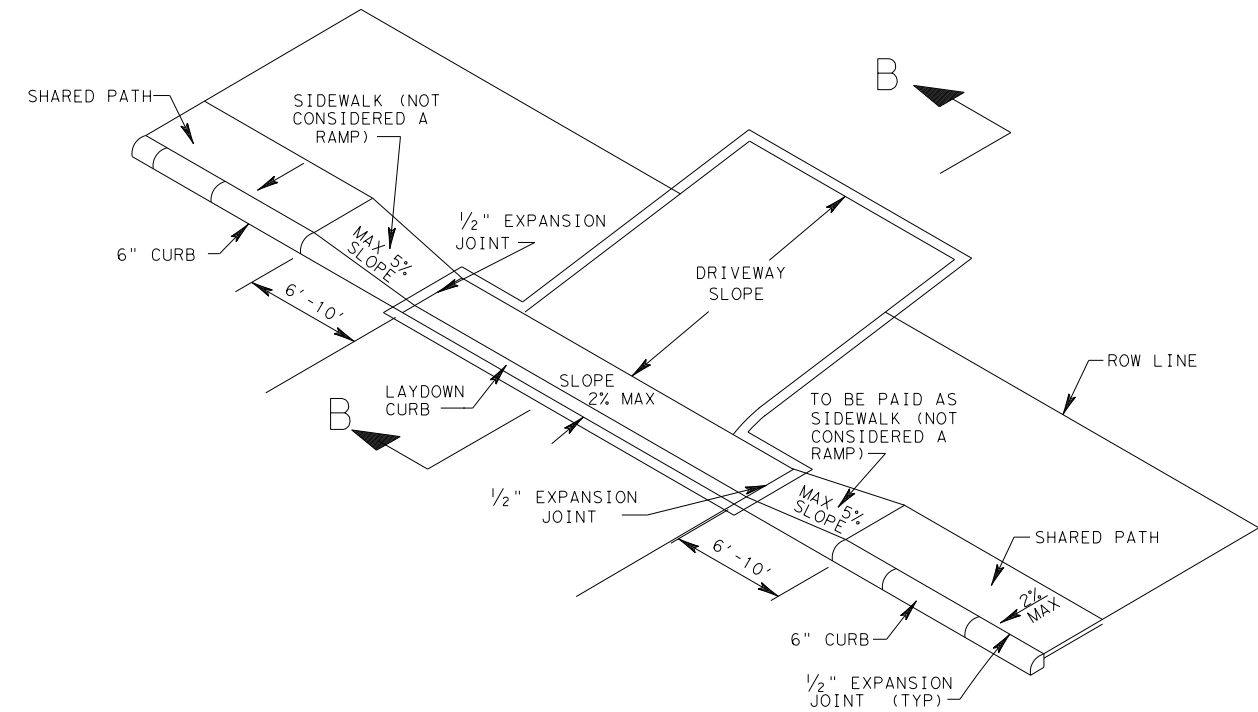 B
SHARED PATH
SIDEWALK (NOT
CONSIDERED A
RAMP)
1/2" EXPANSION
JOINT
6" CURB
MAX 5%
SLOPE
6'-10'
DRIVEWAY
SLOPE
ROW LINE
SLOPE
2% MAX
LAYDOWN
CURB
B
TO BE PAID AS
SIDEWALK (NOT
CONSIDERED A
RAMP)
1/2" EXPANSION
JOINT
MAX 5%
SLOPE
6'-10'
SHARED PATH
2%
MAX
6" CURB
1/2" EXPANSION
JOINT (TYP)